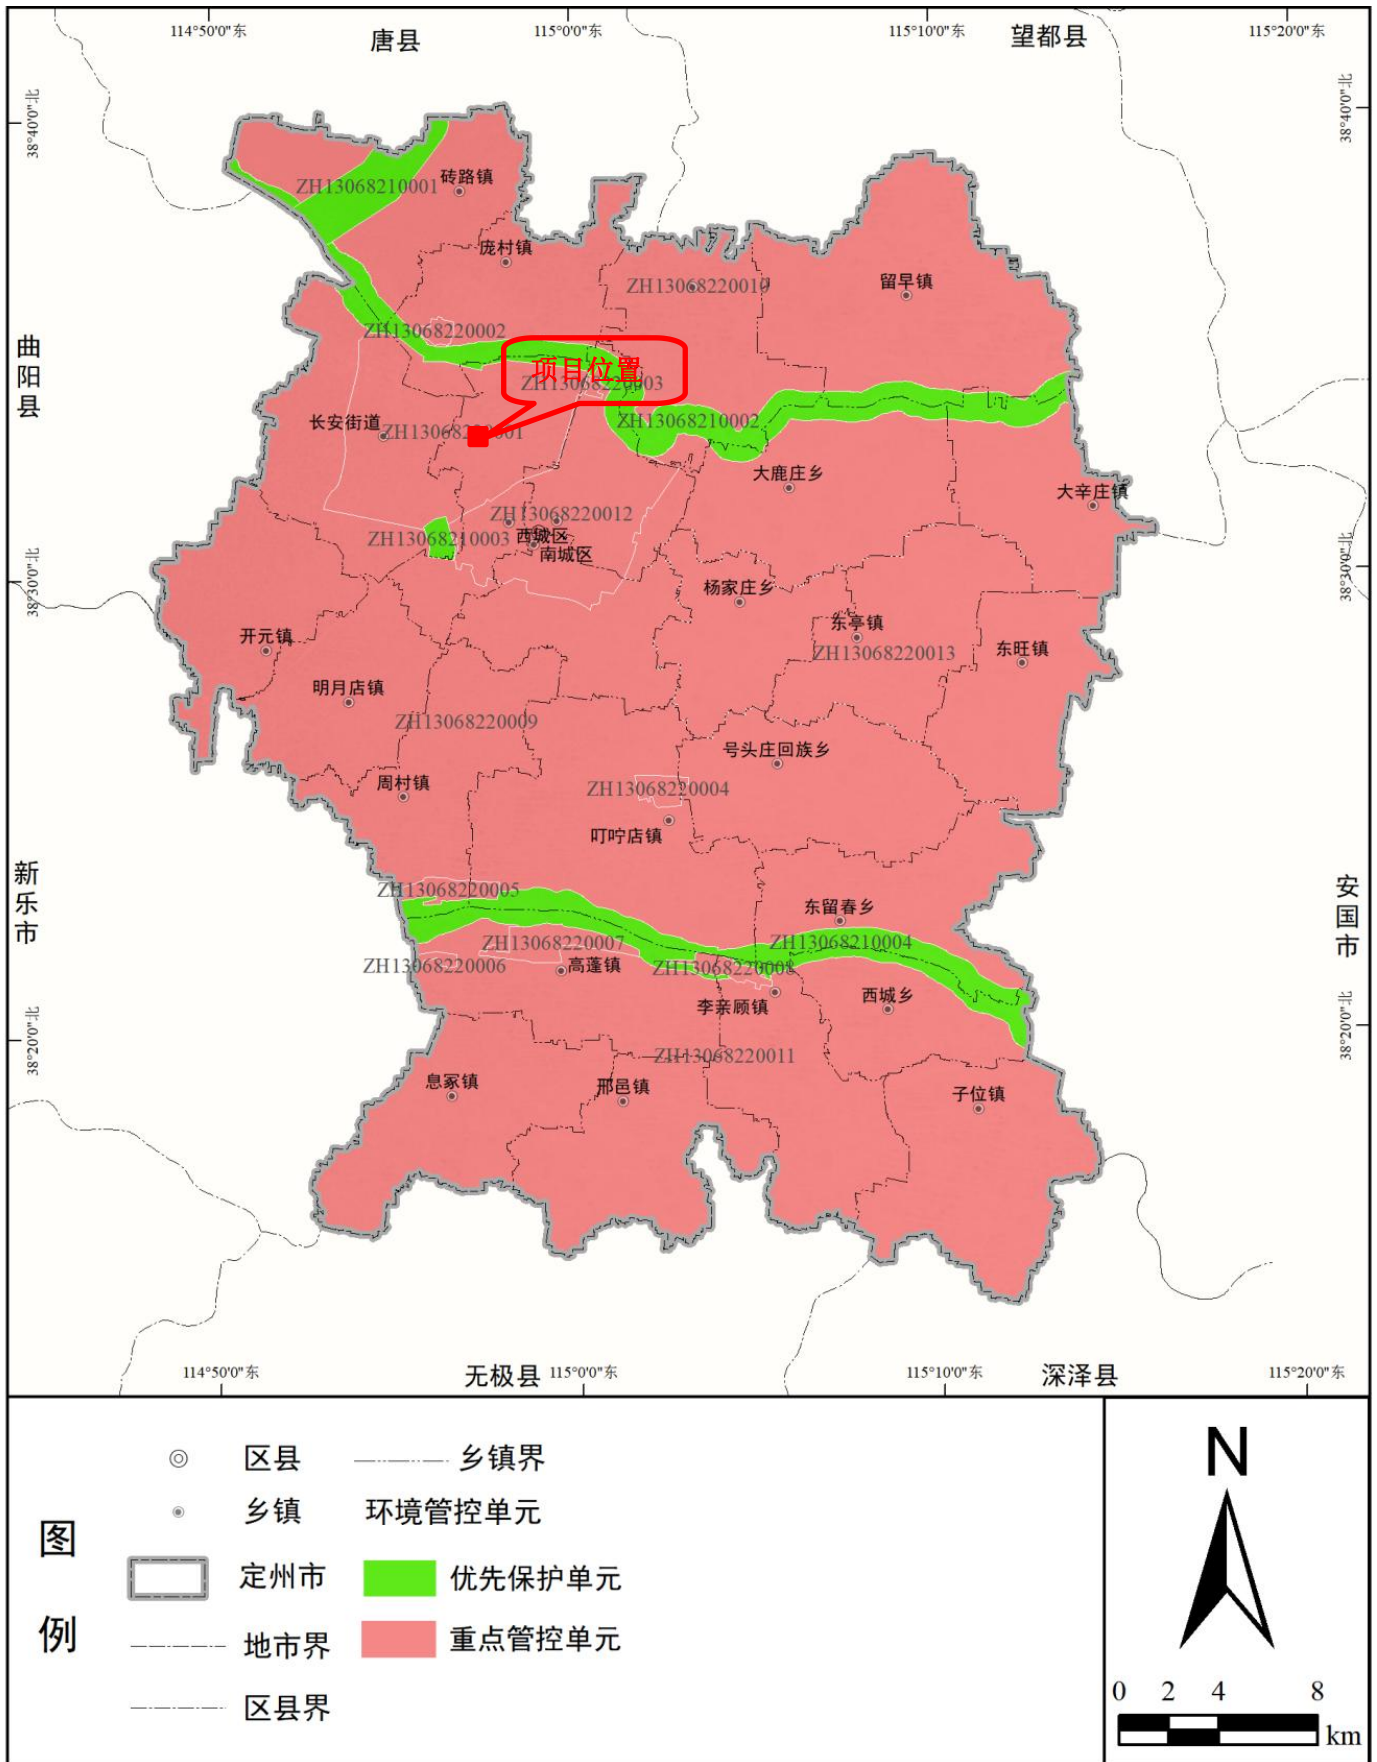 114°50'0"东
115°0'0"东
115°10'0"东
115°20'0"东
唐县
望都县
38°40'0"北
38°40'0"北
ZH13068210001
砖路镇
庞村镇
ZH13068220010
留早镇
ZH13068220002
曲阳县
项目位置
ZH13068220003
长安街道
ZH13068220001
ZH13068210002
大鹿庄乡
大辛庄镇
ZH13068220012
ZH13068210003
西城区
南城区
38°30'0"北
38°30'0"北
杨家庄乡
开元镇
东亭镇
ZH13068220013
东旺镇
明月店镇
ZH13068220009
号头庄回族乡
周村镇
ZH13068220004
叮咛店镇
新乐市
安国市
ZH13068220005
东留春乡
ZH13068220007
ZH13068210004
ZH13068220006
高蓬镇
ZH13068220008
李亲顾镇
西城乡
38°20'0"北
38°20'0"北
ZH13068220011
息冢镇
邢邑镇
子位镇
114°50'0"东
无极县
115°0'0"东
115°10'0"东
深泽县
115°20'0"东
图例
区县
乡镇界
乡镇
环境管控单元
定州市
优先保护单元
地市界
重点管控单元
区县界
N
0 2 4 8
km